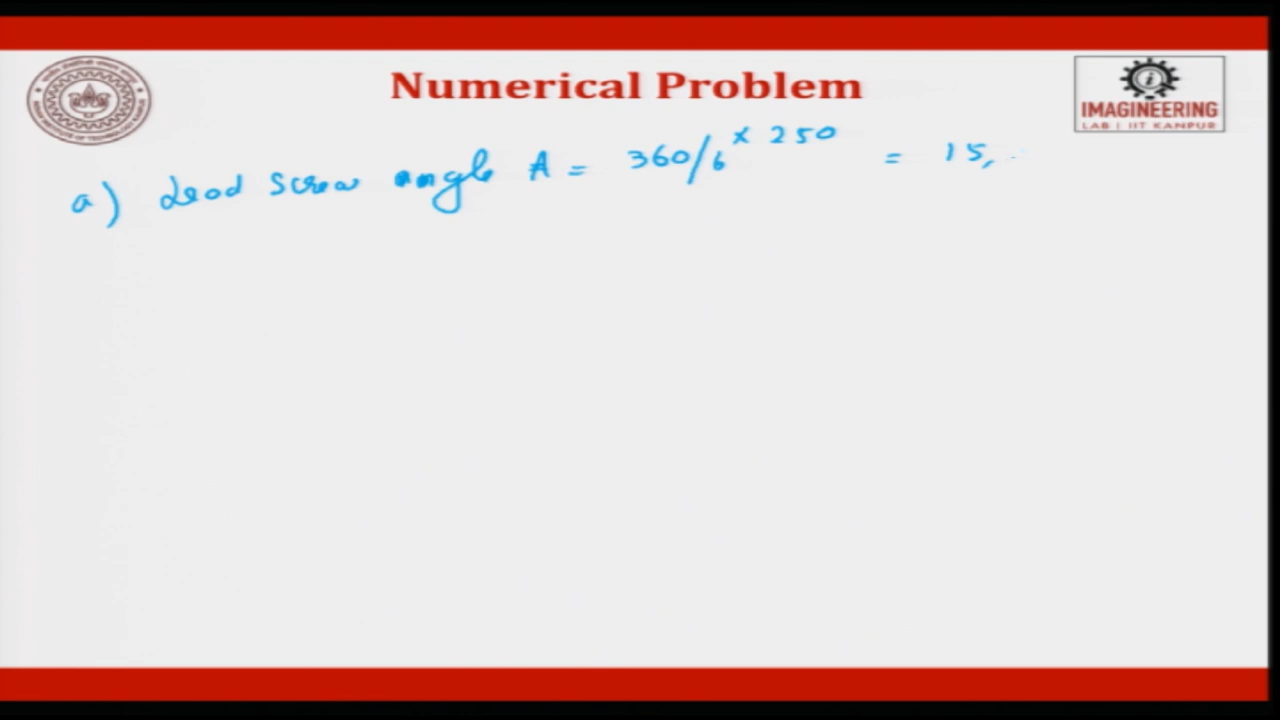 Numerical Problem
IMAGINEERING
LAB | IIT KANPUR
a) Lead Screw angle A = 360/6 × 250 = 15,